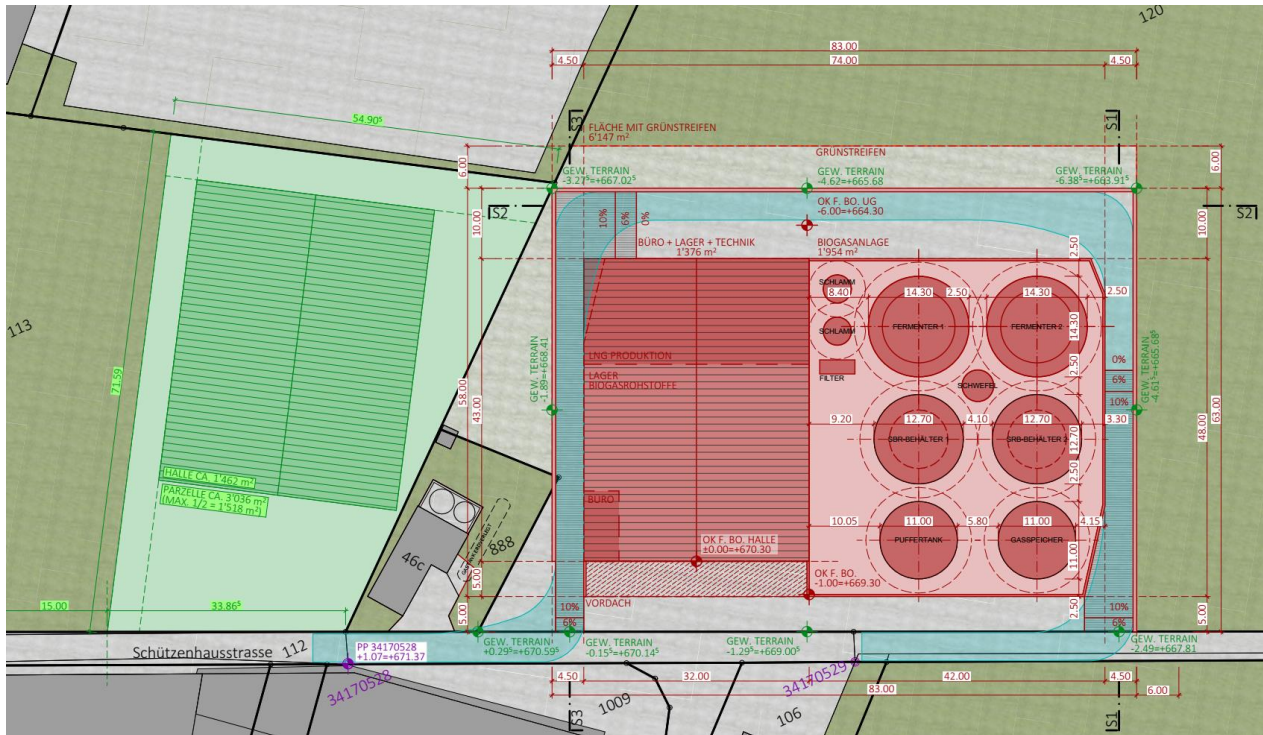 120
83.00
4.50
74.00
4.50
S3
S1
FLÄCHE MIT GRÜNSTREIFEN
6'147 m²
54.90⁵
6.00
GRÜNSTREIFEN
6.00
GEW. TERRAIN
-3.27⁵=+667.02⁵
GEW. TERRAIN
-4.62=+665.68
GEW. TERRAIN
-6.38⁵=+663.91⁵
S2
S2
OK F. BO. UG
-6.00=+664.30
10.00
10%
6%
0%
10.00
BÜRO + LAGER + TECHNIK
1'376 m²
BIOGASANLAGE
1'954 m²
2.50
SCHLAMM
8.40
14.30
2.50
14.30
2.50
SCHLAMM
FERMENTER 1
FERMENTER 2
14.30
113
71.59
GEW. TERRAIN
-1.89=+668.41
LNG PRODUKTION
LAGER
BIOGASROHSTOFFE
FILTER
SCHWEFEL
2.50
0%
6%
10%
GEW. TERRAIN
-4.61⁵=+665.68⁵
58.00
43.00
48.00
63.00
9.20
12.70
4.10
12.70
3.30
SBR-BEHÄLTER 1
12.70
2.50
HALLE CA. 1'462 m²
PARZELLE CA. 3'036 m²
(MAX. 1/2 = 1'518 m²)
BÜRO
10.05
11.00
5.80
11.00
4.15
PUFFERTANK
GASSPEICHER
11.00
46c
888
OK F. BO. HALLE
±0.00=+670.30
OK F. BO.
-1.00=+669.30
5.00
VORDACH
2.50
15.00
33.86⁵
5.00
10%
6%
10%
6%
5.00
Schützenhausstrasse
112
PP 34170528
+1.07=+671.37
GEW. TERRAIN
+0.29⁵=+670.59⁵
GEW. TERRAIN
-0.15=+670.14⁵
GEW. TERRAIN
-1.29⁵=+669.00⁵
GEW. TERRAIN
-2.49=+667.81
34170528
34170529
4.50
32.00
42.00
4.50
83.00
6.00
1009
106
S3
S1